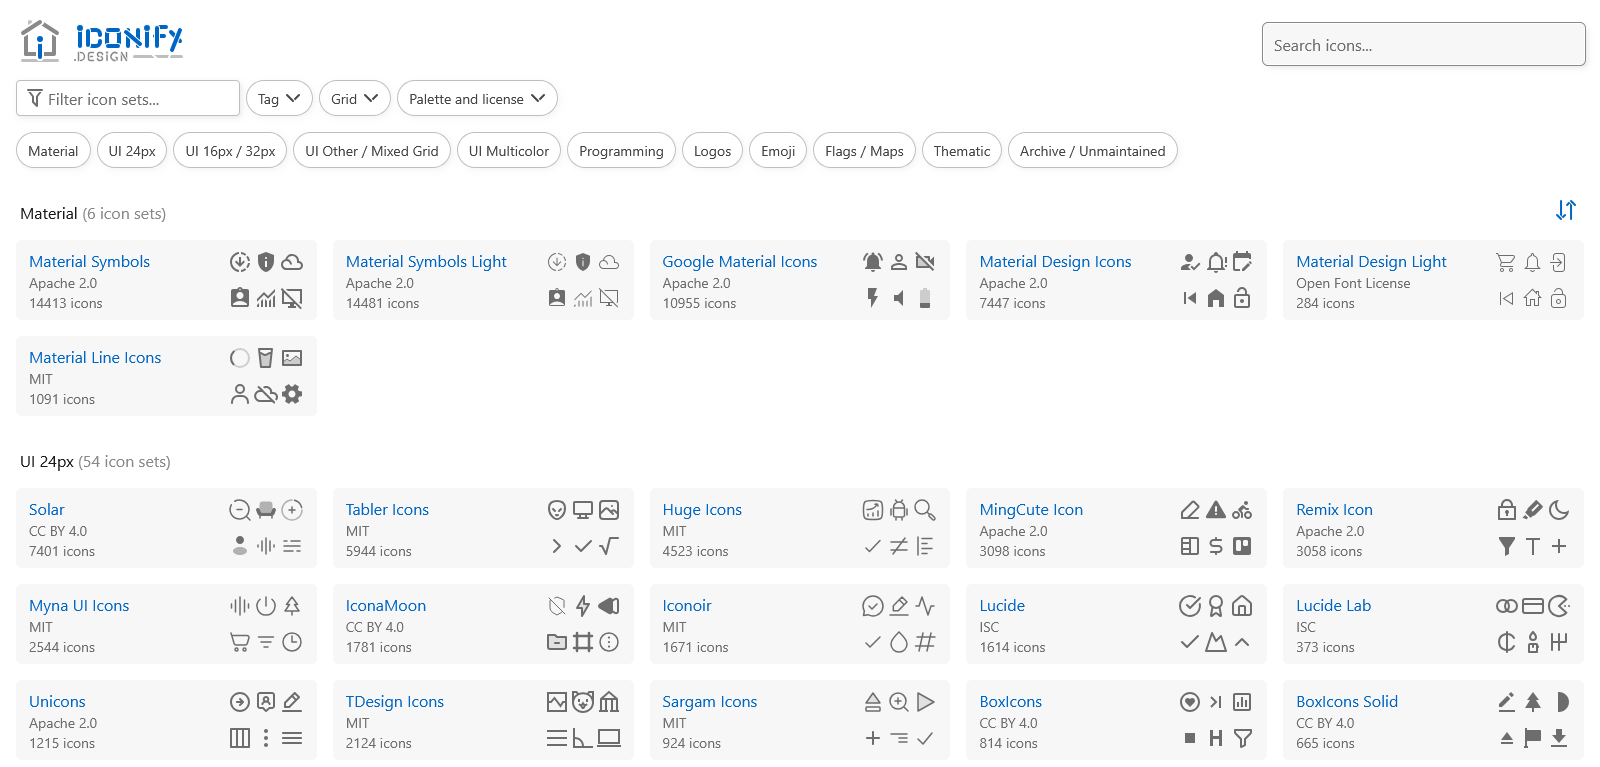 iCONiFY
.DESIGN
Search icons...
Filter icon sets...
Tag
Grid
Palette and license
Material
UI 24px
UI 16px / 32px
UI Other / Mixed Grid
UI Multicolor
Programming
Logos
Emoji
Flags / Maps
Thematic
Archive / Unmaintained
Material (6 icon sets)
Material Symbols
Apache 2.0
14413 icons
Material Symbols Light
Apache 2.0
14481 icons
Google Material Icons
Apache 2.0
10955 icons
Material Design Icons
Apache 2.0
7447 icons
Material Design Light
Open Font License
284 icons
Material Line Icons
MIT
1091 icons
UI 24px (54 icon sets)
Solar
CC BY 4.0
7401 icons
Tabler Icons
MIT
5944 icons
Huge Icons
MIT
4523 icons
MingCute Icon
Apache 2.0
3098 icons
Remix Icon
Apache 2.0
3058 icons
Myna UI Icons
MIT
2544 icons
IconaMoon
CC BY 4.0
1781 icons
Iconoir
MIT
1671 icons
Lucide
ISC
1614 icons
Lucide Lab
ISC
373 icons
Unicons
Apache 2.0
1215 icons
TDesign Icons
MIT
2124 icons
Sargam Icons
MIT
924 icons
BoxIcons
CC BY 4.0
814 icons
BoxIcons Solid
CC BY 4.0
665 icons